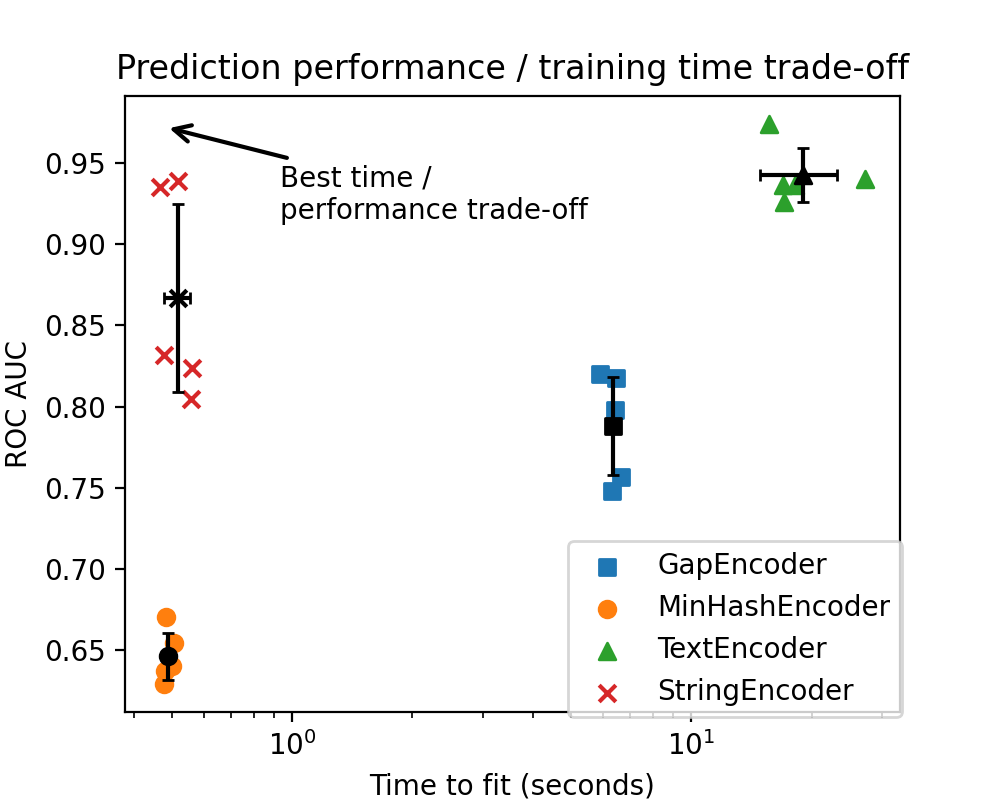 Prediction performance / training time trade-off
Best time /
performance trade-off
0.95
0.90
0.85
0.80
0.75
0.70
0.65
ROC AUC
GapEncoder
MinHashEncoder
TextEncoder
StringEncoder
10⁰
10¹
Time to fit (seconds)